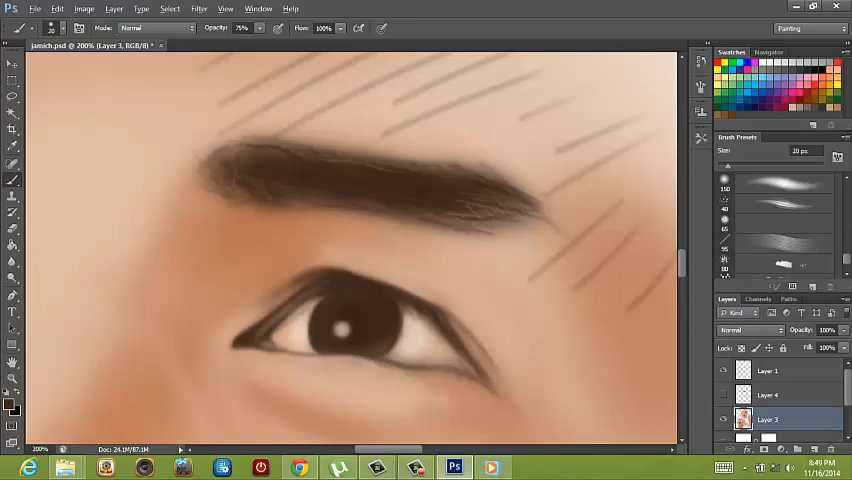 Ps File Edit Image Layer Type Select Filter View Window Help
20 Mode: Normal Opacity: 75% Flow: 100% Painting
jamich.psd @ 200% (Layer 3, RGB/8) * ×
Swatches Navigator
Brush Presets
Size: 20 px
150
40
65
95
80
Layers Channels Paths
Kind
Normal Opacity: 100%
Lock: Fill: 100%
Layer 1
Layer 4
Layer 3
200% Doc: 24.1M/87.1M
Ps
8:49 PM
11/16/2014